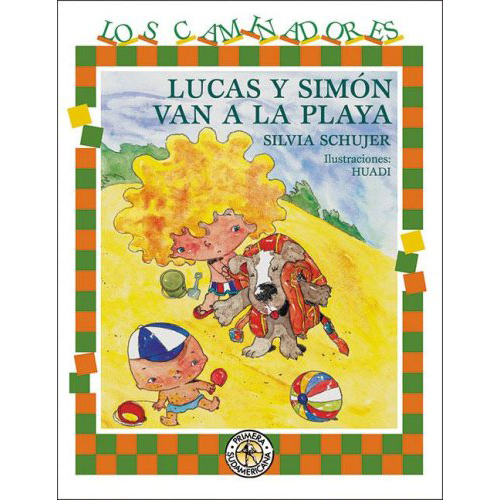 LOS CAMINADORES
LUCAS Y SIMÓN
VAN A LA PLAYA
SILVIA SCHUJER
Ilustraciones:
HUADI
PRIMERA
SUDAMERICANA